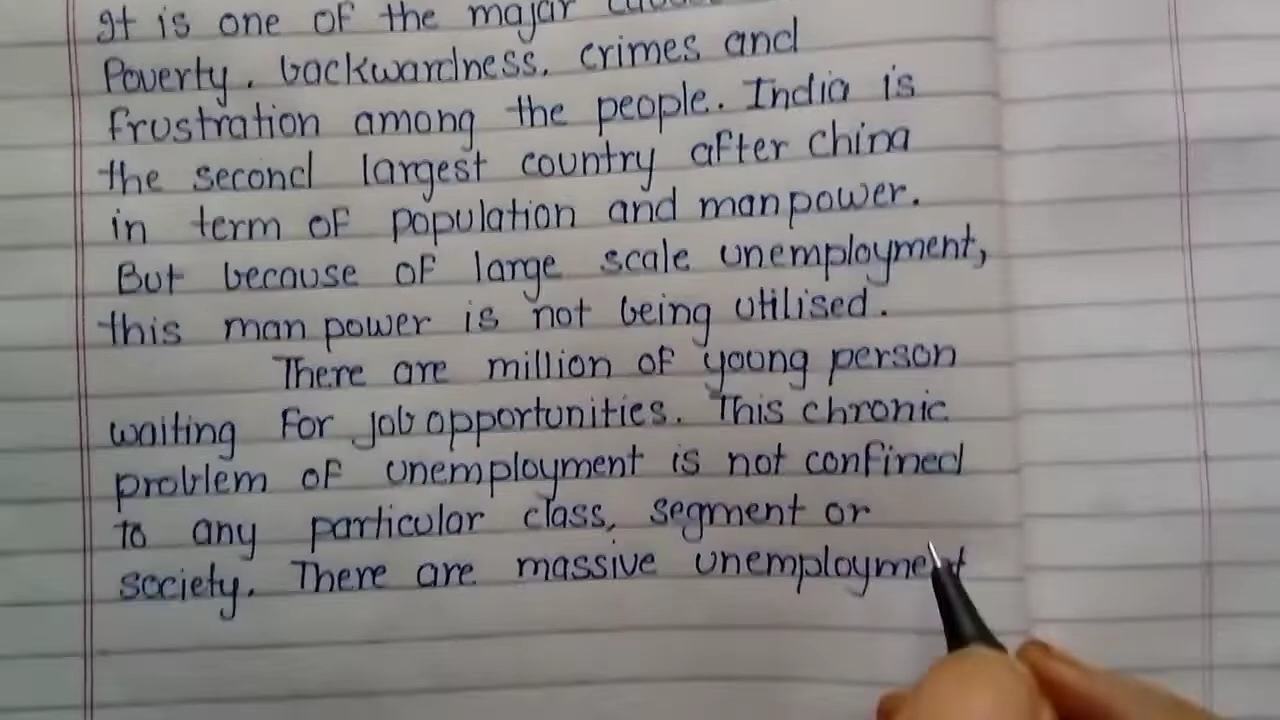 It is one of the major
Poverty, backwardness, crimes and
frustration among the people. India is
the second largest country after china
in term of population and man power.
But because of large scale unemployment,
this man power is not being utilised.
There are million of young person
waiting for job opportunities. This chronic
problem of unemployment is not confined
to any particular class, segment or
society. There are massive unemployment